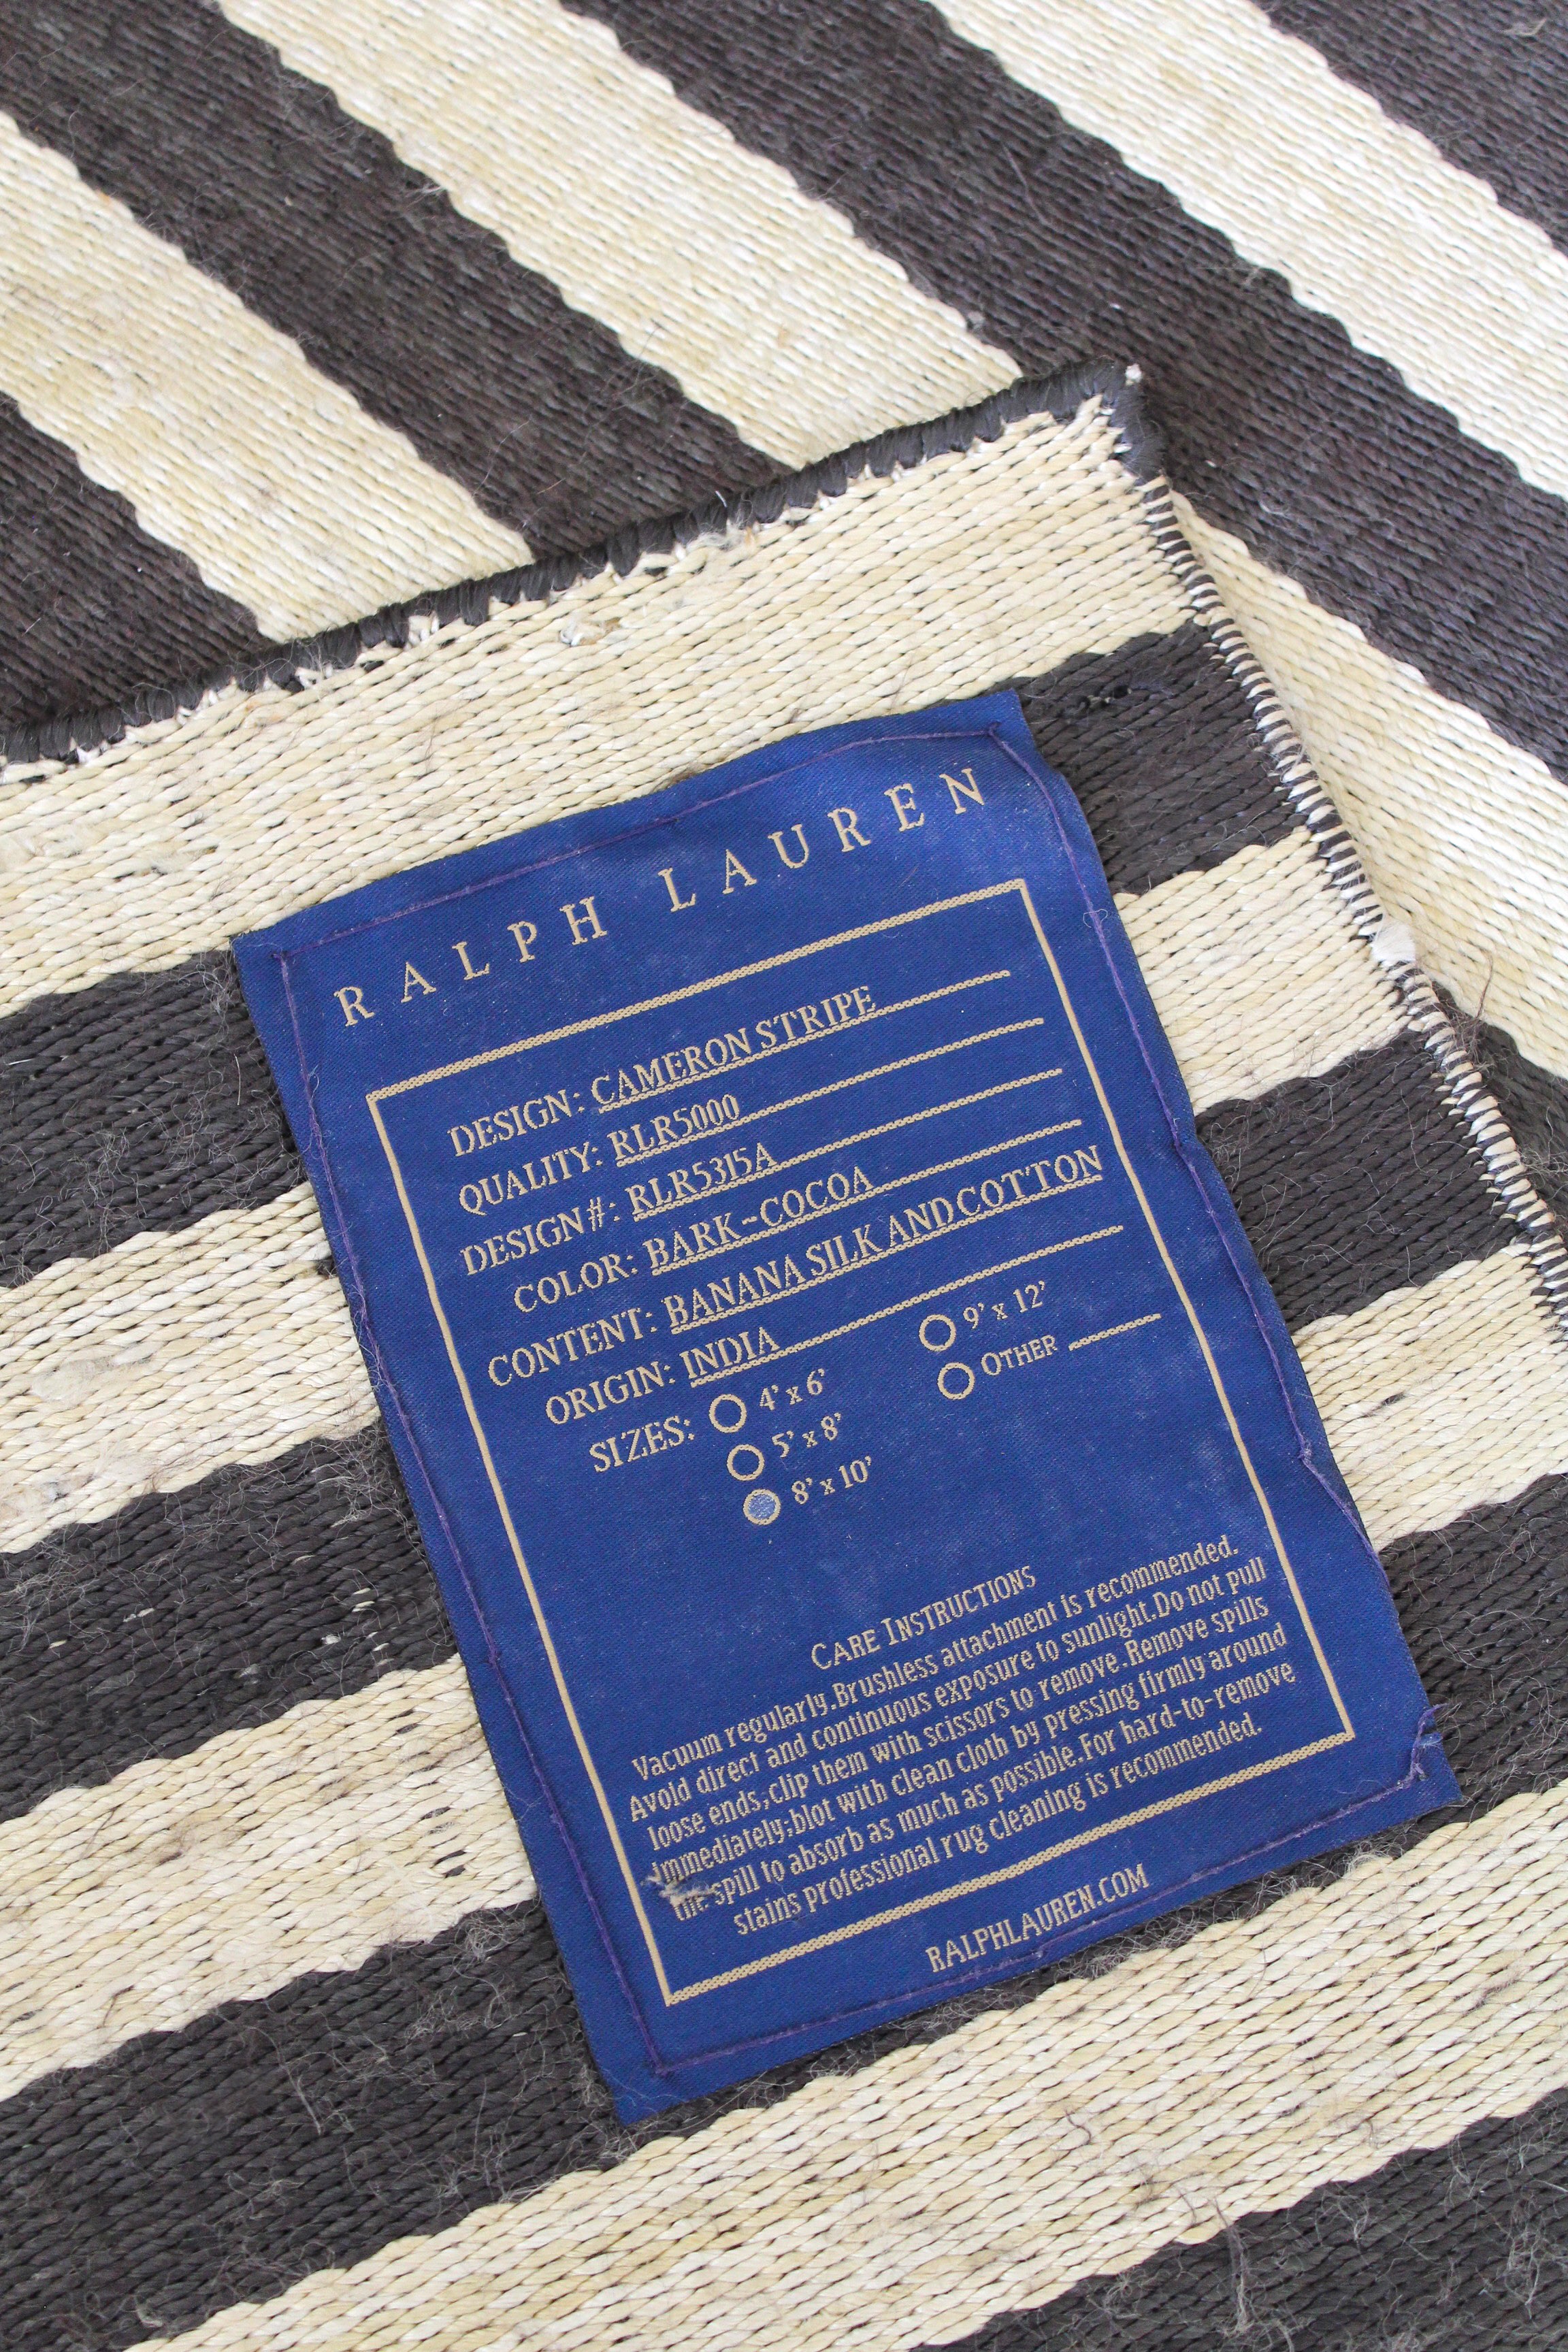 RALPH LAUREN
DESIGN: CAMERON STRIPE
QUALITY: RLR5000
DESIGN#: RLR5315A
COLOR: BARK-COCOA
CONTENT: BANANA SILK AND COTTON
ORIGIN: INDIA
SIZES: 4' x 6' 9' x 12'
5' x 8' OTHER
8' x 10'
CARE INSTRUCTIONS
Vacuum regularly. Brushless attachment is recommended.
Avoid direct and continuous exposure to sunlight. Do not pull
loose ends, clip them with scissors to remove. Remove spills
immediately; blot with clean cloth by pressing firmly around
the spill to absorb as much as possible. For hard-to-remove
stains professional rug cleaning is recommended.
RALPHLAUREN.COM